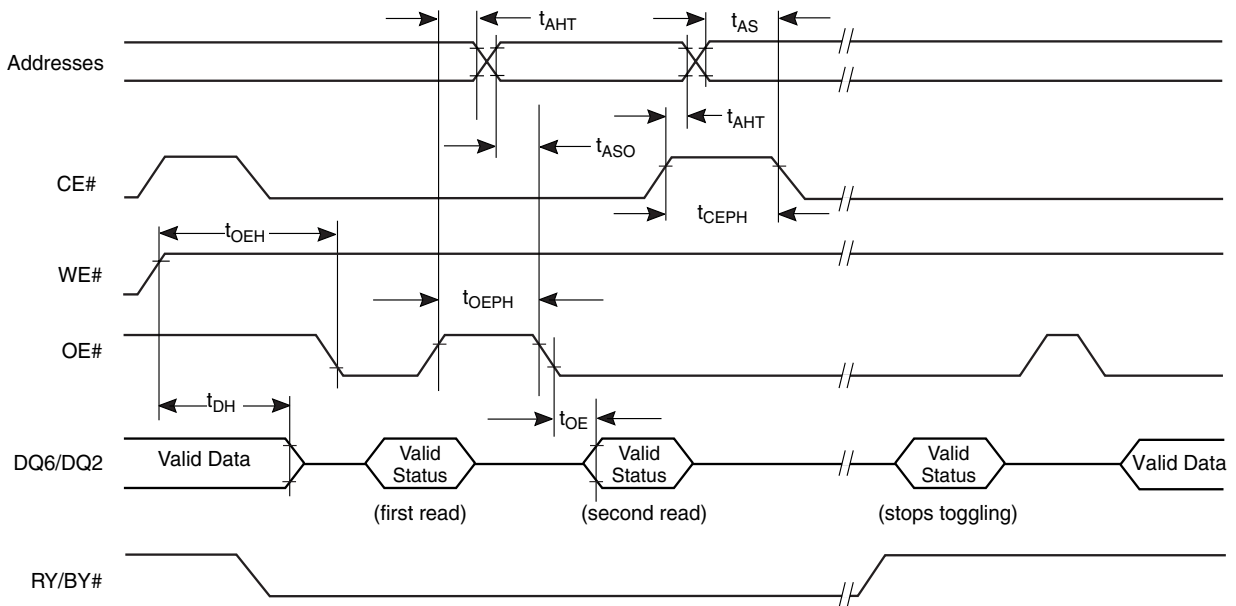 tAHT
tAS
Addresses
tAHT
tASO
CE#
tCEPH
tOEH
WE#
tOEPH
OE#
tDH
tOE
DQ6/DQ2
Valid Data
Valid
Status
Valid
Status
Valid
Status
Valid Data
(first read)
(second read)
(stops toggling)
RY/BY#